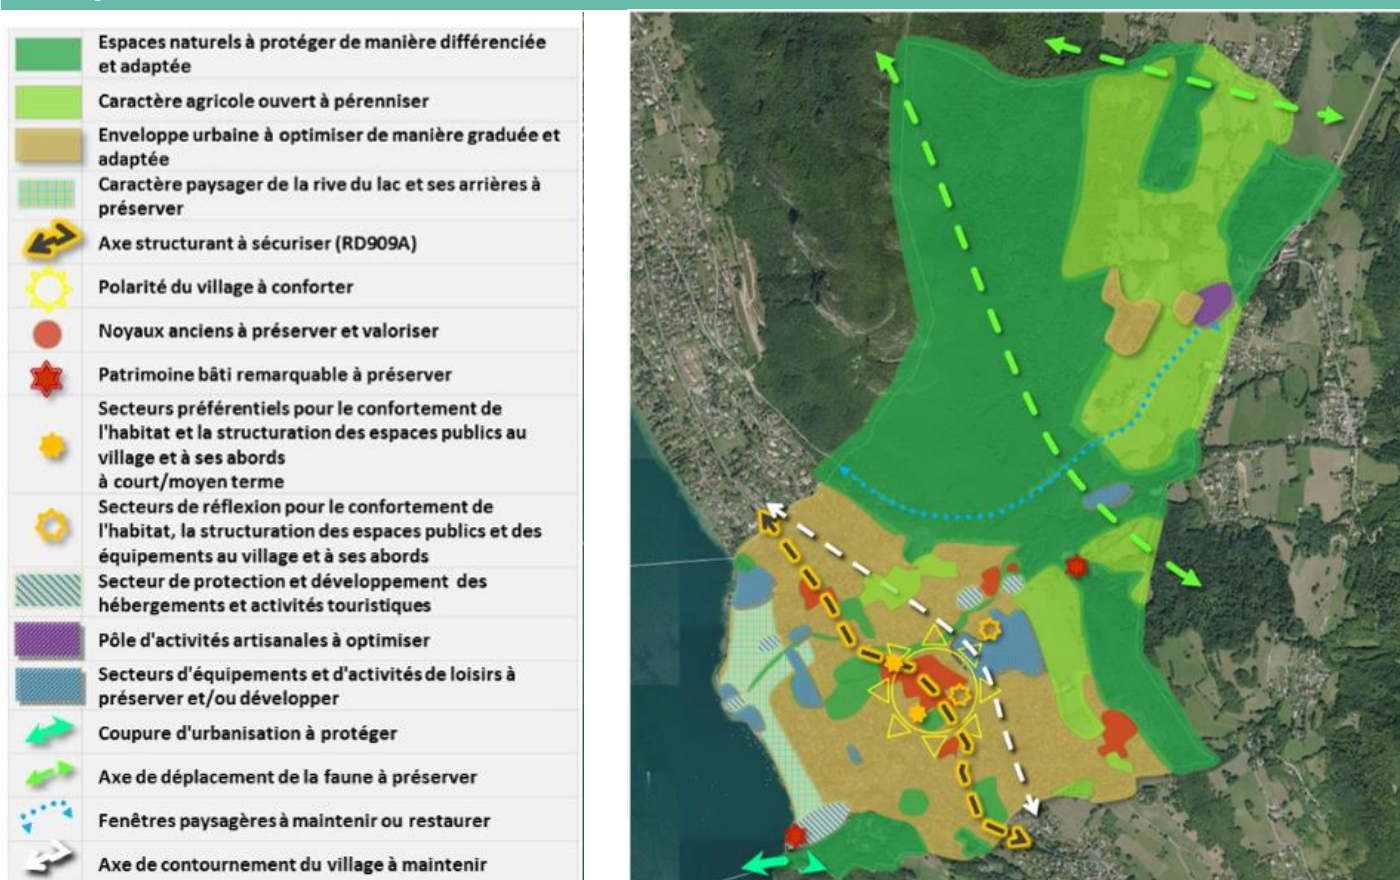 Espaces naturels à protéger de manière différenciée
et adaptée
Caractère agricole ouvert à pérenniser
Enveloppe urbaine à optimiser de manière graduée et
adaptée
Caractère paysager de la rive du lac et ses arrières à
préserver
Axe structurant à sécuriser (RD909A)
Polarité du village à conforter
Noyaux anciens à préserver et valoriser
Patrimoine bâti remarquable à préserver
Secteurs préférentiels pour le confortement de
l'habitat et la structuration des espaces publics au
village et à ses abords
à court/moyen terme
Secteurs de réflexion pour le confortement de
l'habitat, la structuration des espaces publics et des
équipements au village et à ses abords
Secteur de protection et développement des
hébergements et activités touristiques
Pôle d'activités artisanales à optimiser
Secteurs d'équipements et d'activités de loisirs à
préserver et/ou développer
Coupure d'urbanisation à protéger
Axe de déplacement de la faune à préserver
Fenêtres paysagères à maintenir ou restaurer
Axe de contournement du village à maintenir